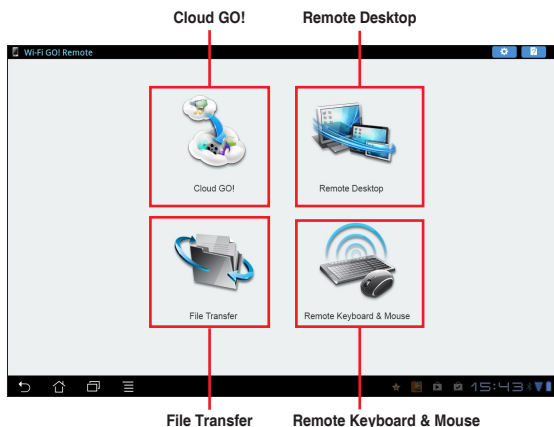 Cloud GO! Remote Desktop
Wi-Fi GO! Remote
Cloud GO! Remote Desktop
File Transfer Remote Keyboard & Mouse
15:43
File Transfer Remote Keyboard & Mouse